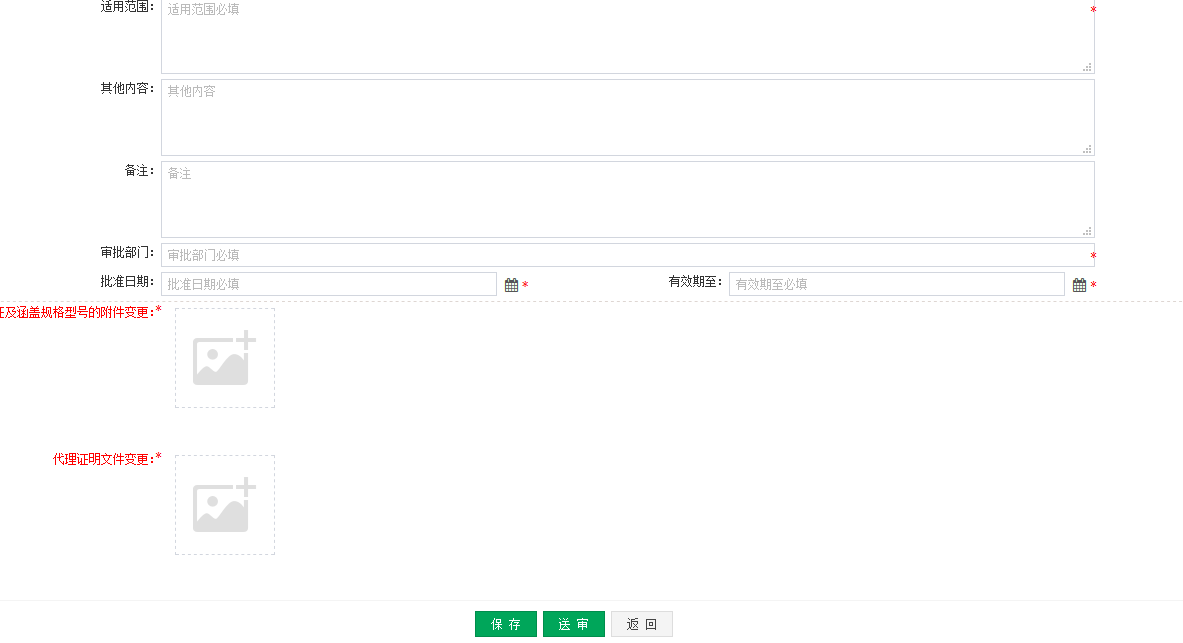 适用范围: 适用范围必填 *
其他内容: 其他内容
备注: 备注
审批部门: 审批部门必填 *
批准日期: 批准日期必填 * 有效期至: 有效期至必填 *
及涵盖规格型号的附件变更:*
代理证明文件变更:*
保 存 送 审 返 回